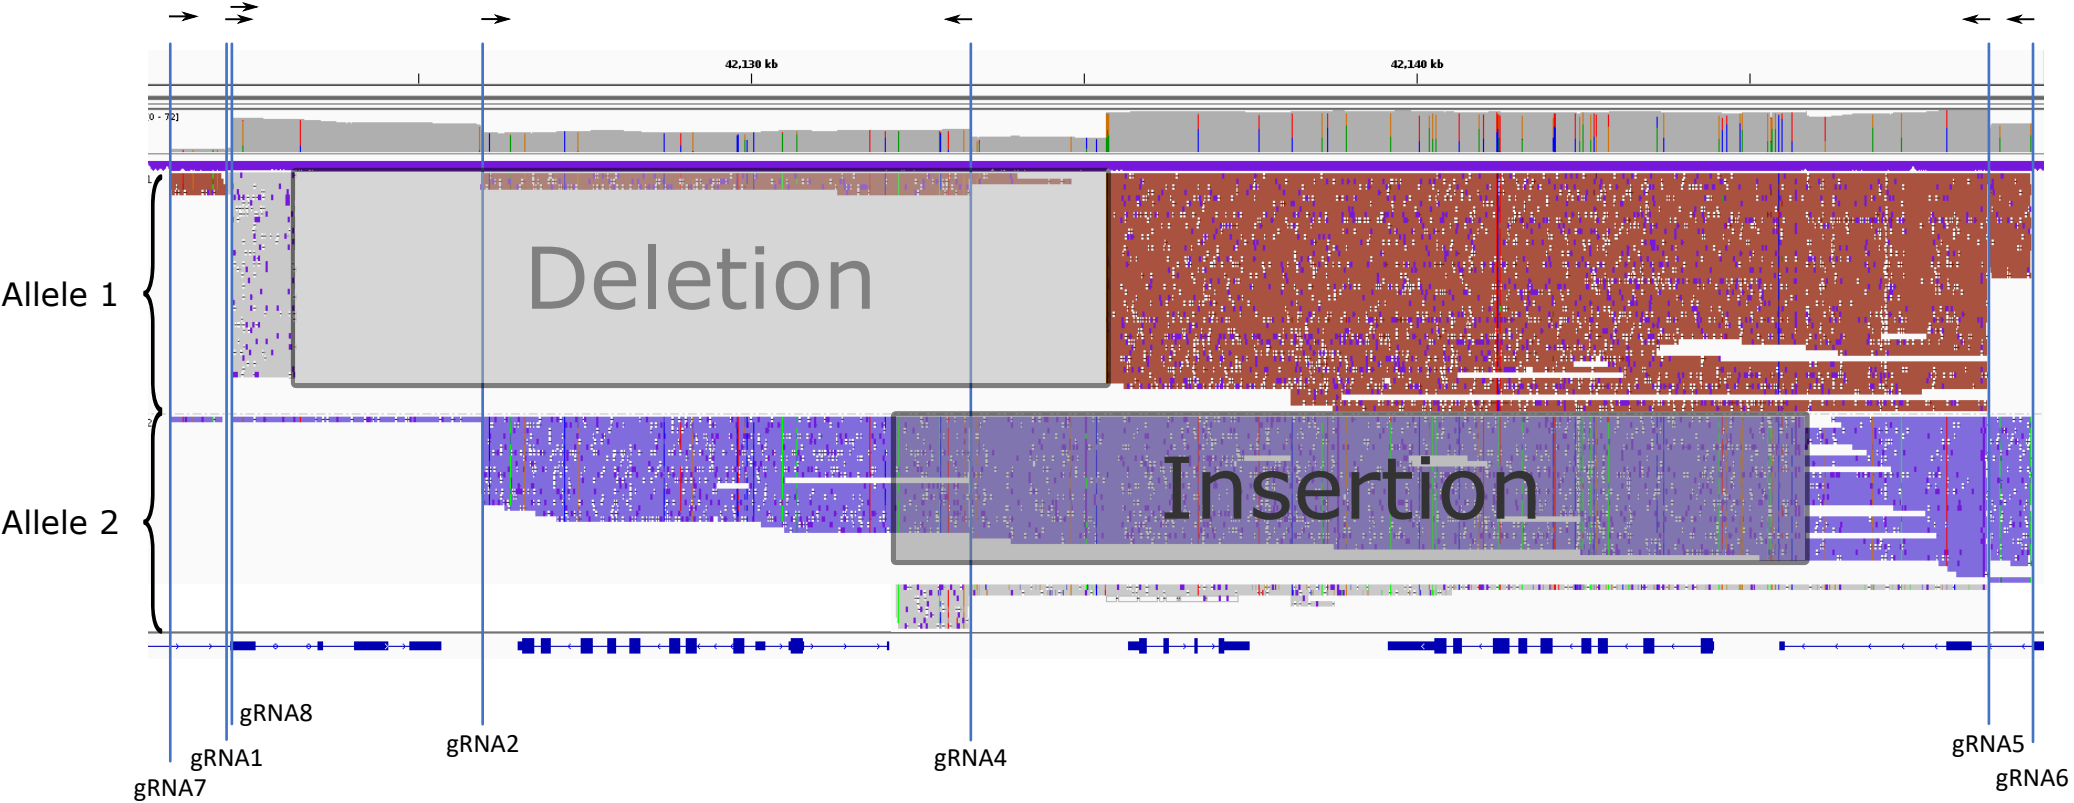 42,130 kb
42,140 kb
[0 - 72]
Deletion
Allele 1
Insertion
Allele 2
gRNA8
gRNA2
gRNA1
gRNA4
gRNA5
gRNA7
gRNA6